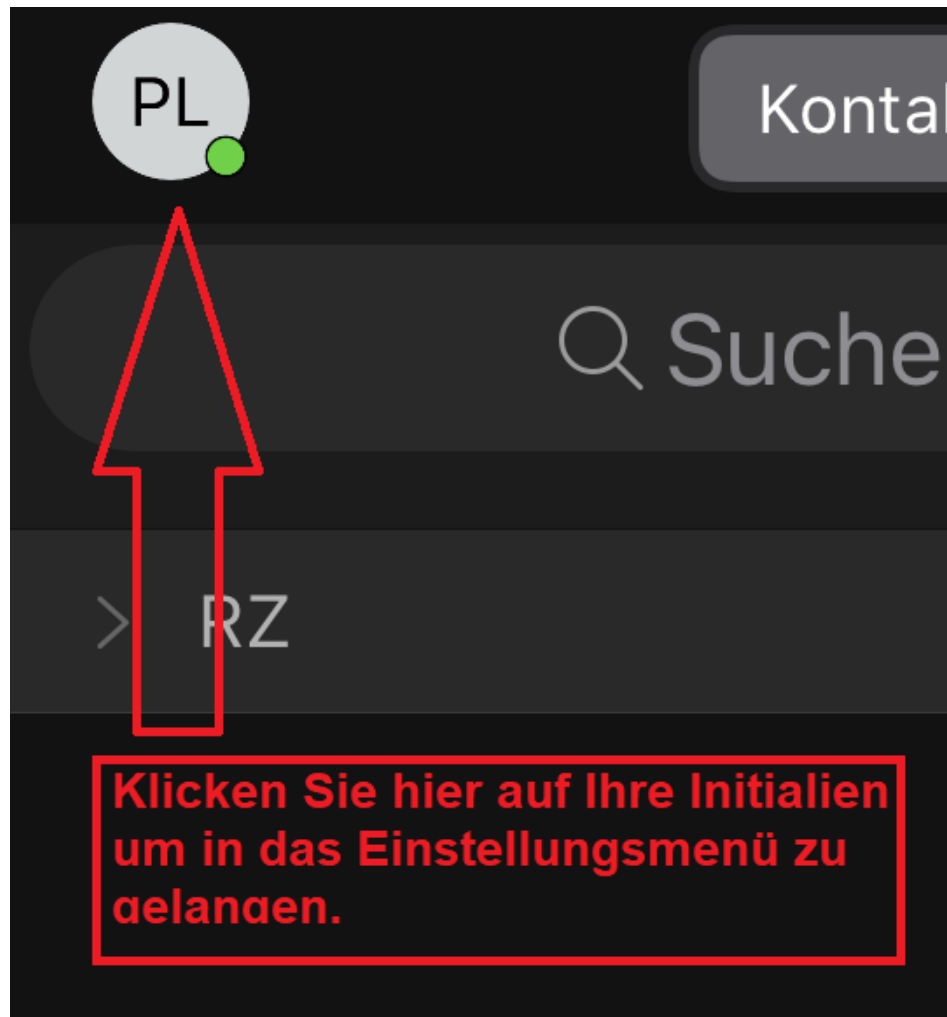 PL
Konta
Suche
RZ
Klicken Sie hier auf Ihre Initialien
um in das Einstellungsmenü zu
gelangen.